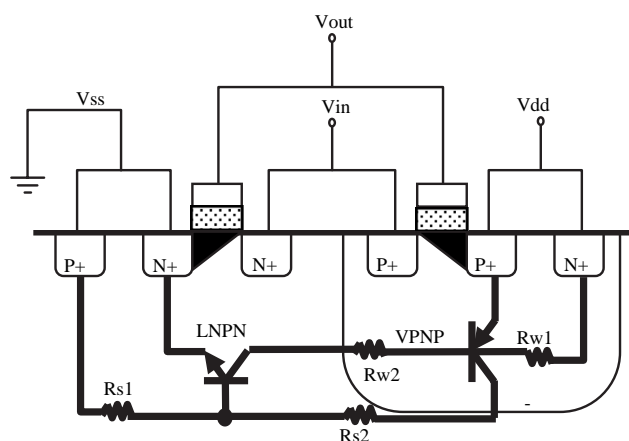 Vout
Vss
Vin
Vdd
P+
N+
N+
P+
P+
N+
LNPN
VPNP
Rw1
Rw2
Rs1
Rs2
-